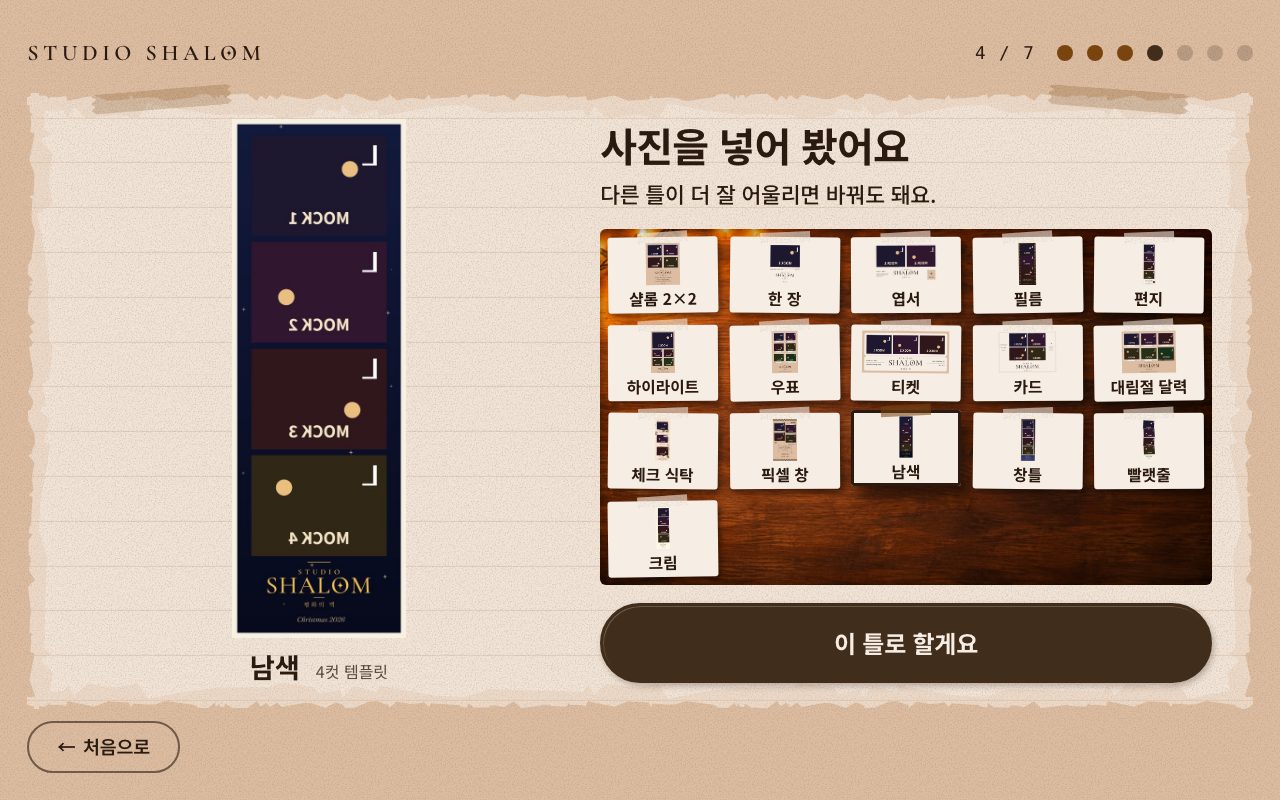 STUDIO SHALOM
4 / 7
MOCK 1
MOCK 2
MOCK 3
MOCK 4
STUDIO
SHALOM
평화의 책
Christmas 2026
남색 4컷 템플릿
사진을 넣어 봤어요
다른 틀이 더 잘 어울리면 바꿔도 돼요.
샬롬 2×2
한 장
엽서
필름
편지
하이라이트
우표
티켓
카드
대림절 달력
체크 식탁
픽셀 창
남색
창틀
빨랫줄
크림
이 틀로 할게요
← 처음으로